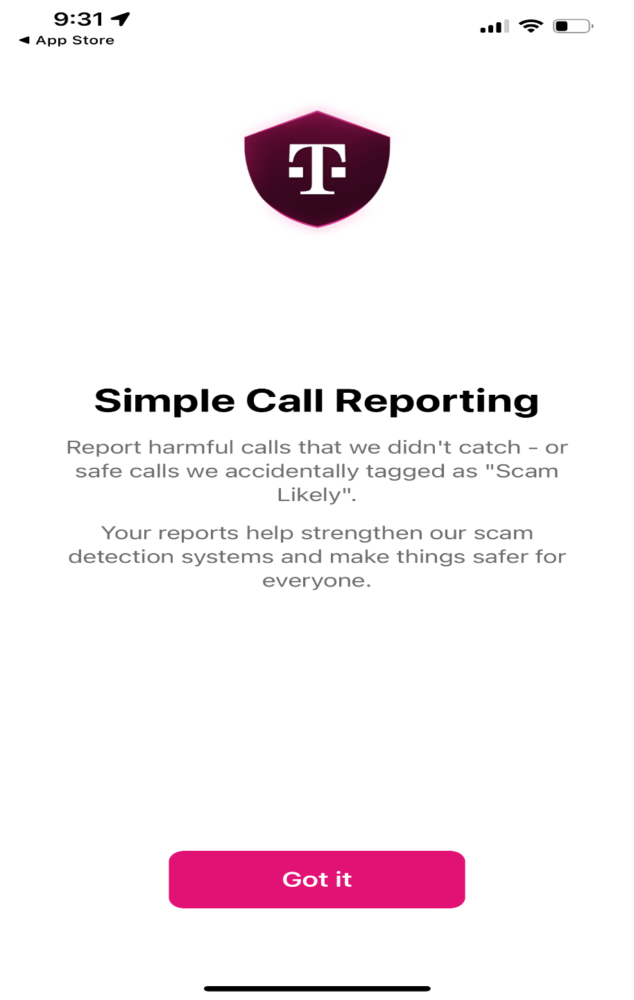 9:31
App Store
T
Simple Call Reporting
Report harmful calls that we didn't catch - or
safe calls we accidentally tagged as "Scam
Likely".
Your reports help strengthen our scam
detection systems and make things safer for
everyone.
Got it